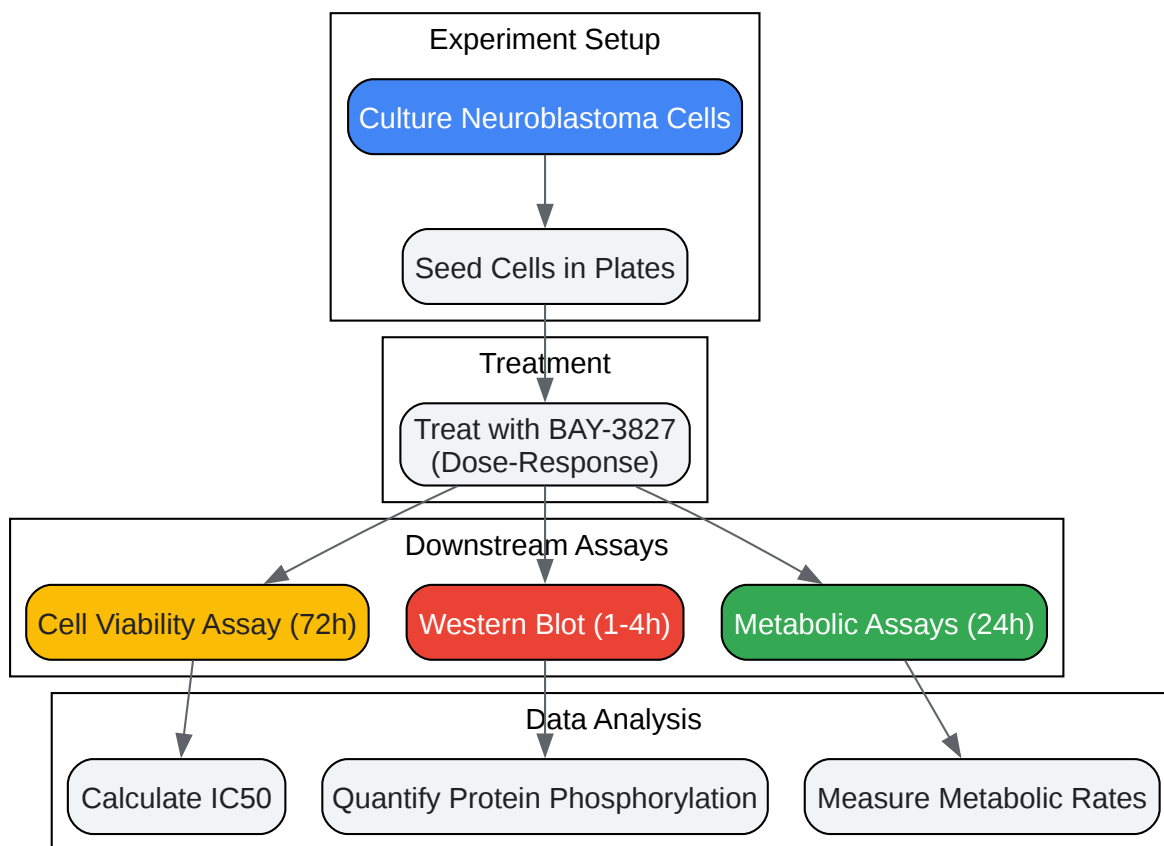 Experiment Setup
Culture Neuroblastoma Cells
Seed Cells in Plates
Treatment
Treat with BAY-3827
(Dose-Response)
Downstream Assays
Cell Viability Assay (72h)
Western Blot (1-4h)
Metabolic Assays (24h)
Data Analysis
Calculate IC50
Quantify Protein Phosphorylation
Measure Metabolic Rates